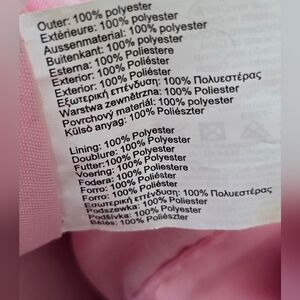 Outer: 100% polyester
Extérieure: 100% polyester
Aussenmaterial: 100% polyester
Buitenkant: 100% polyester
Esterna: 100% Poliestere
Exterior: 100% Poliéster
Exterior: 100% Poliéster
Εξωτερική επένδυση: 100% Πολυεστέρας
Warstwa zewnętrzna: 100% Poliester
Povrchový materiál: 100% polyester
Külső anyag: 100% Poliészter
Lining: 100% Polyester
Doublure: 100% Polyester
Futter: 100% Polyester
Voering: 100% Polyester
Fodera: 100% Poliestere
Forro: 100% Poliéster
Forro: 100% Poliéster
Εσωτερική επένδυση: 100% Πολυεστέρας
Podszewka: 100% Poliester
Podšívka: 100% Polyester
Bélés: 100% Poliészter